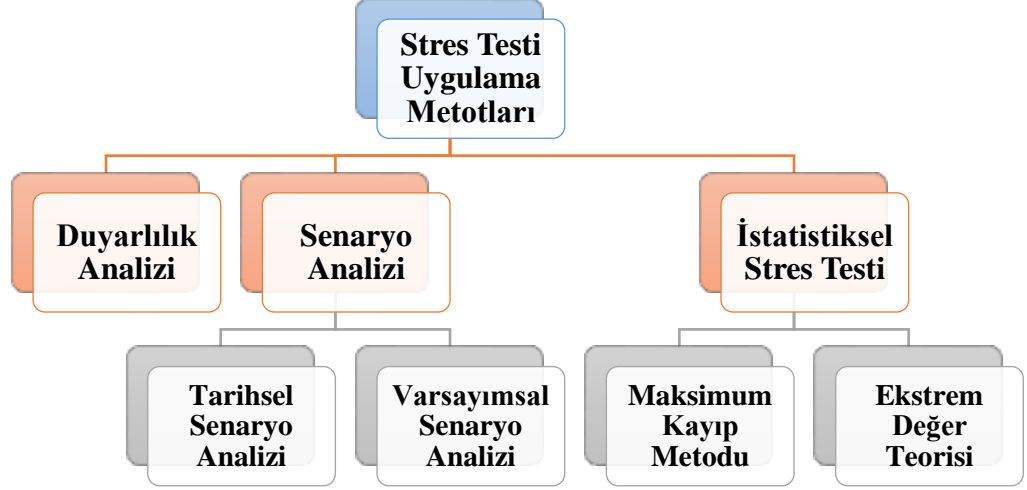 Stres Testi
Uygulama
Metotları
Duyarlılık
Analizi
Senaryo
Analizi
İstatistiksel
Stres Testi
Tarihsel
Senaryo
Analizi
Varsayımsal
Senaryo
Analizi
Maksimum
Kayıp
Metodu
Ekstrem
Değer
Teorisi